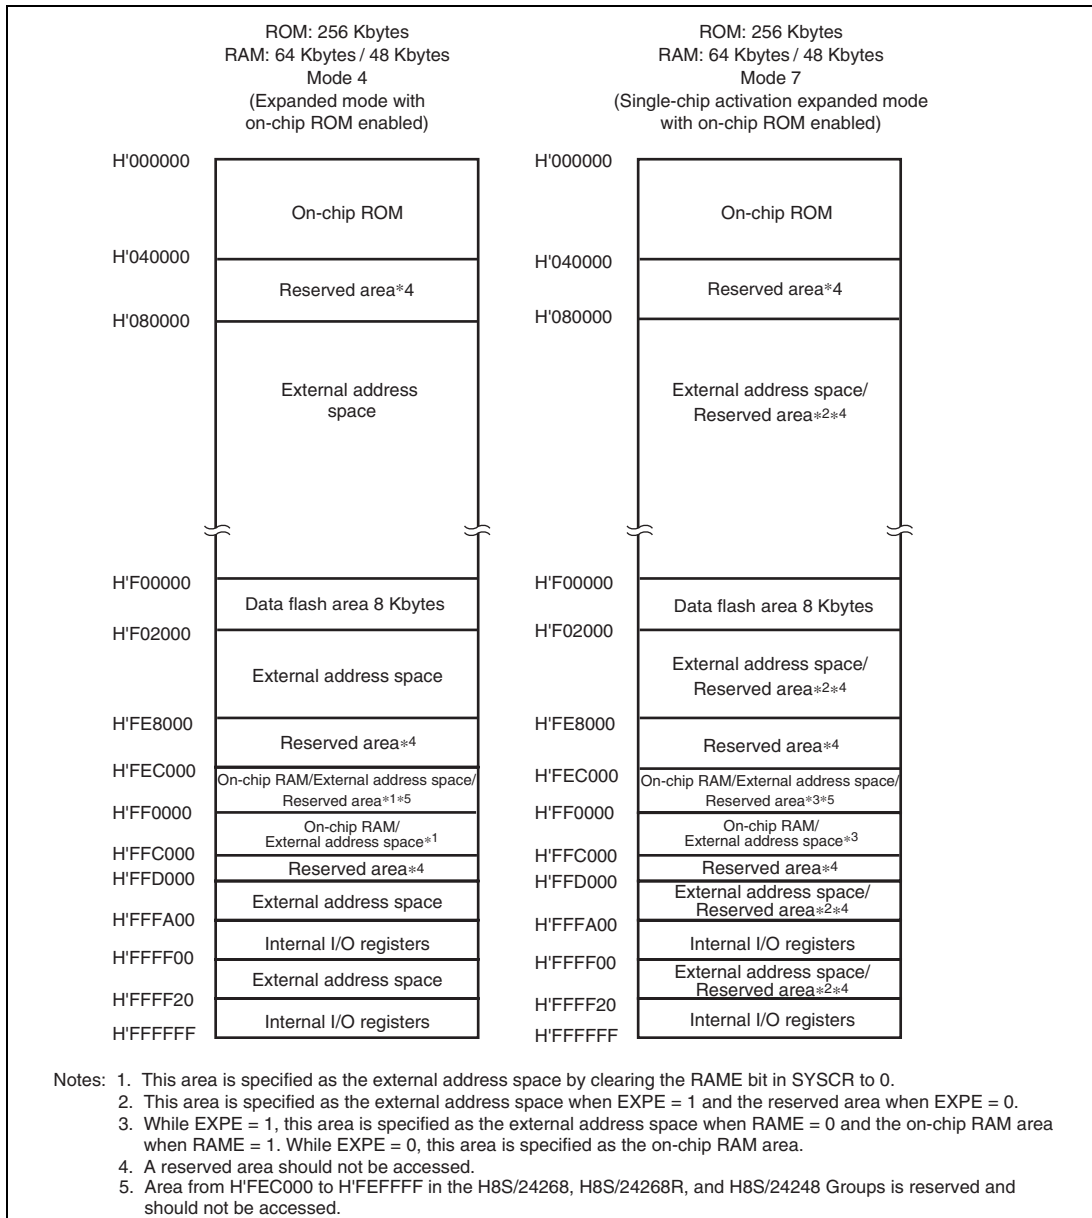 ROM: 256 Kbytes
RAM: 64 Kbytes / 48 Kbytes
Mode 4
(Expanded mode with
on-chip ROM enabled)
H'000000
On-chip ROM
H'040000
Reserved area*4
H'080000
External address
space
H'F00000
Data flash area 8 Kbytes
H'F02000
External address space
H'FE8000
Reserved area*4
H'FEC000
On-chip RAM/External address space/
Reserved area*1*5
H'FF0000
On-chip RAM/
External address space*1
H'FFC000
Reserved area*4
H'FFD000
External address space
H'FFFA00
Internal I/O registers
H'FFFF00
External address space
H'FFFF20
Internal I/O registers
H'FFFFFF
ROM: 256 Kbytes
RAM: 64 Kbytes / 48 Kbytes
Mode 7
(Single-chip activation expanded mode
with on-chip ROM enabled)
H'000000
On-chip ROM
H'040000
Reserved area*4
H'080000
External address space/
Reserved area*2*4
H'F00000
Data flash area 8 Kbytes
H'F02000
External address space/
Reserved area*2*4
H'FE8000
Reserved area*4
H'FEC000
On-chip RAM/External address space/
Reserved area*3*5
H'FF0000
On-chip RAM/
External address space*3
H'FFC000
Reserved area*4
H'FFD000
External address space/
Reserved area*2*4
H'FFFA00
Internal I/O registers
H'FFFF00
External address space/
Reserved area*2*4
H'FFFF20
Internal I/O registers
H'FFFFFF
Notes: 1. This area is specified as the external address space by clearing the RAME bit in SYSCR to 0.
2. This area is specified as the external address space when EXPE = 1 and the reserved area when EXPE = 0.
3. While EXPE = 1, this area is specified as the external address space when RAME = 0 and the on-chip RAM area
when RAME = 1. While EXPE = 0, this area is specified as the on-chip RAM area.
4. A reserved area should not be accessed.
5. Area from H'FEC000 to H'FEFFFF in the H8S/24268, H8S/24268R, and H8S/24248 Groups is reserved and
should not be accessed.